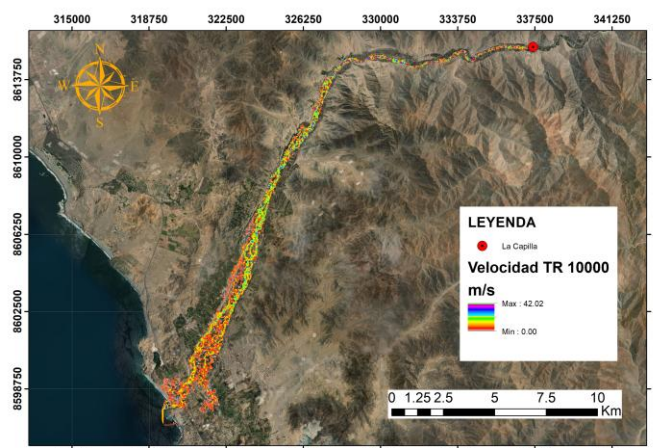 315000 318750 322500 326250 330000 333750 337500 341250
N
W E
S
8613750
8610000
8606250
8602500
8598750
LEYENDA
La Capilla
Velocidad TR 10000
m/s
Max : 42.02
Min : 0.00
0 1.25 2.5 5 7.5 10
Km